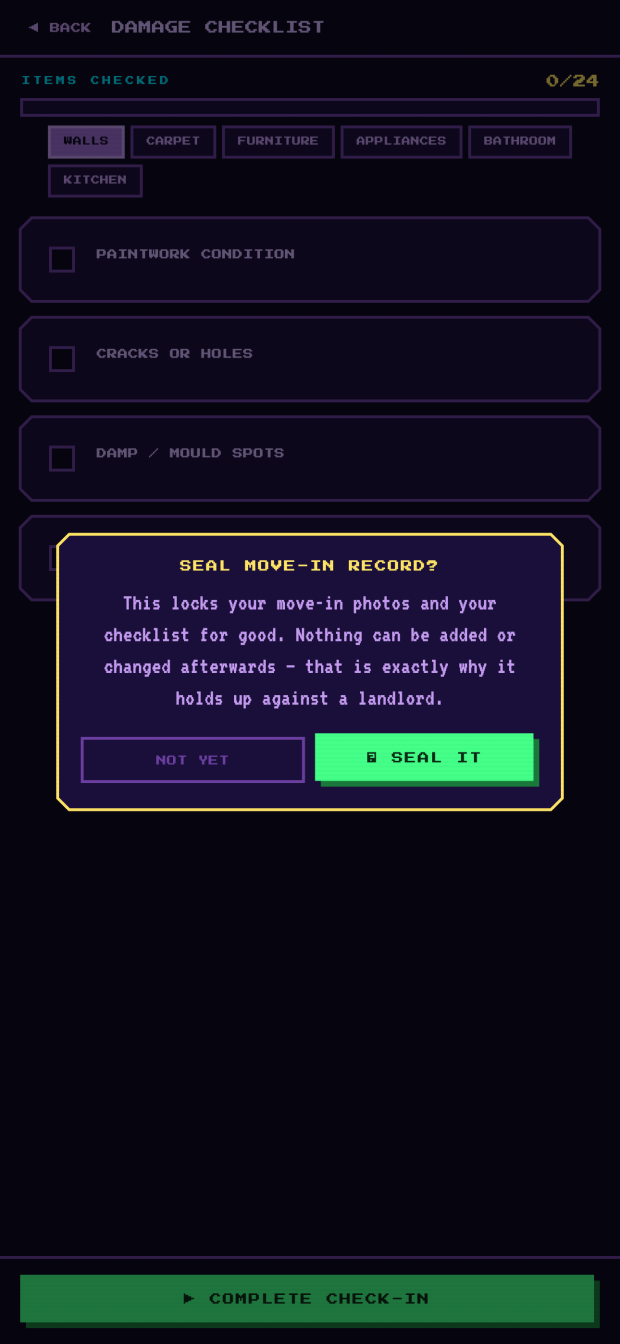 ◄ BACK DAMAGE CHECKLIST
ITEMS CHECKED 0/24
WALLS CARPET FURNITURE APPLIANCES BATHROOM
KITCHEN
PAINTWORK CONDITION
CRACKS OR HOLES
DAMP / MOULD SPOTS
SEAL MOVE-IN RECORD?
This locks your move-in photos and your
checklist for good. Nothing can be added or
changed afterwards – that is exactly why it
holds up against a landlord.
NOT YET SEAL IT
► COMPLETE CHECK-IN